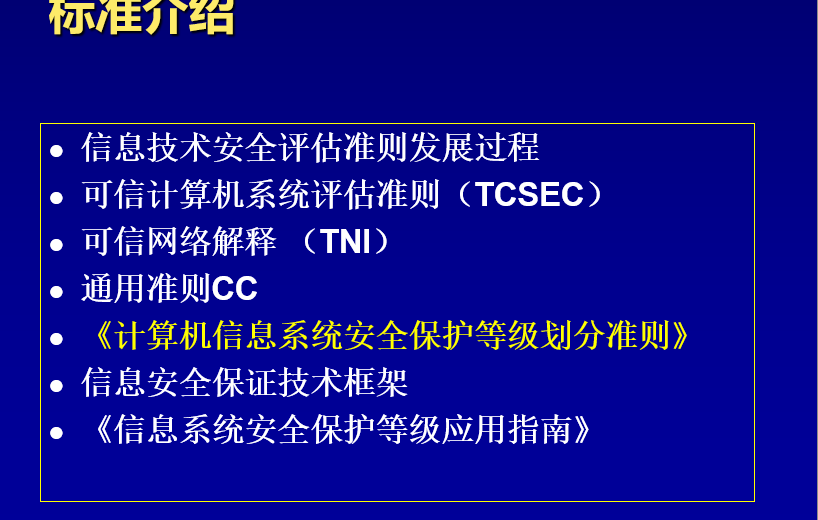 标准介绍
信息技术安全评估准则发展过程
可信计算机系统评估准则（TCSEC）
可信网络解释 （TNI）
通用准则CC
《计算机信息系统安全保护等级划分准则》
信息安全保证技术框架
《信息系统安全保护等级应用指南》